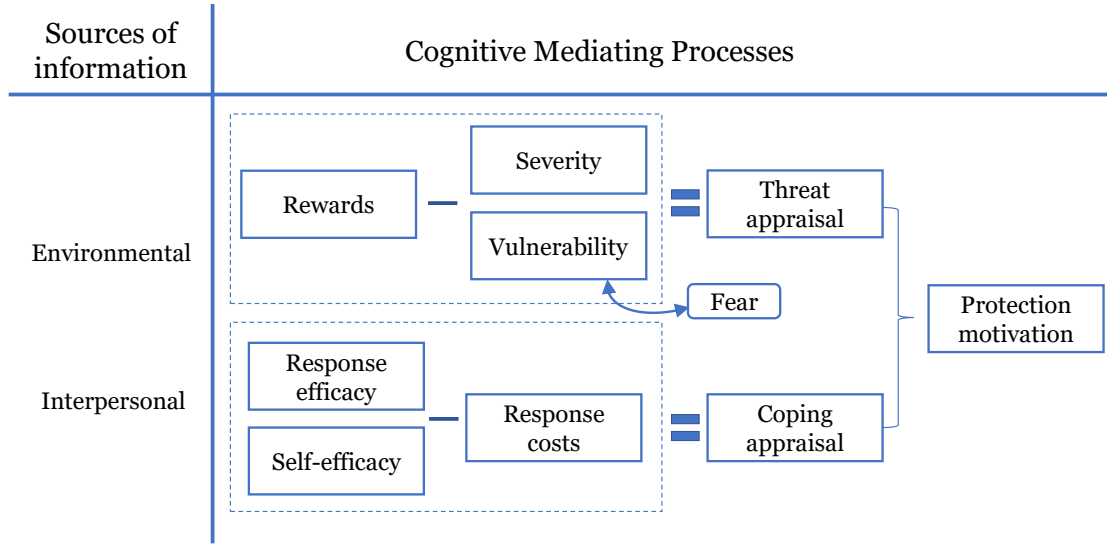 Sources of
information
Cognitive Mediating Processes
Environmental
Interpersonal
Rewards
Severity
Vulnerability
Threat
appraisal
Fear
Response
efficacy
Self-efficacy
Response
costs
Coping
appraisal
Protection
motivation